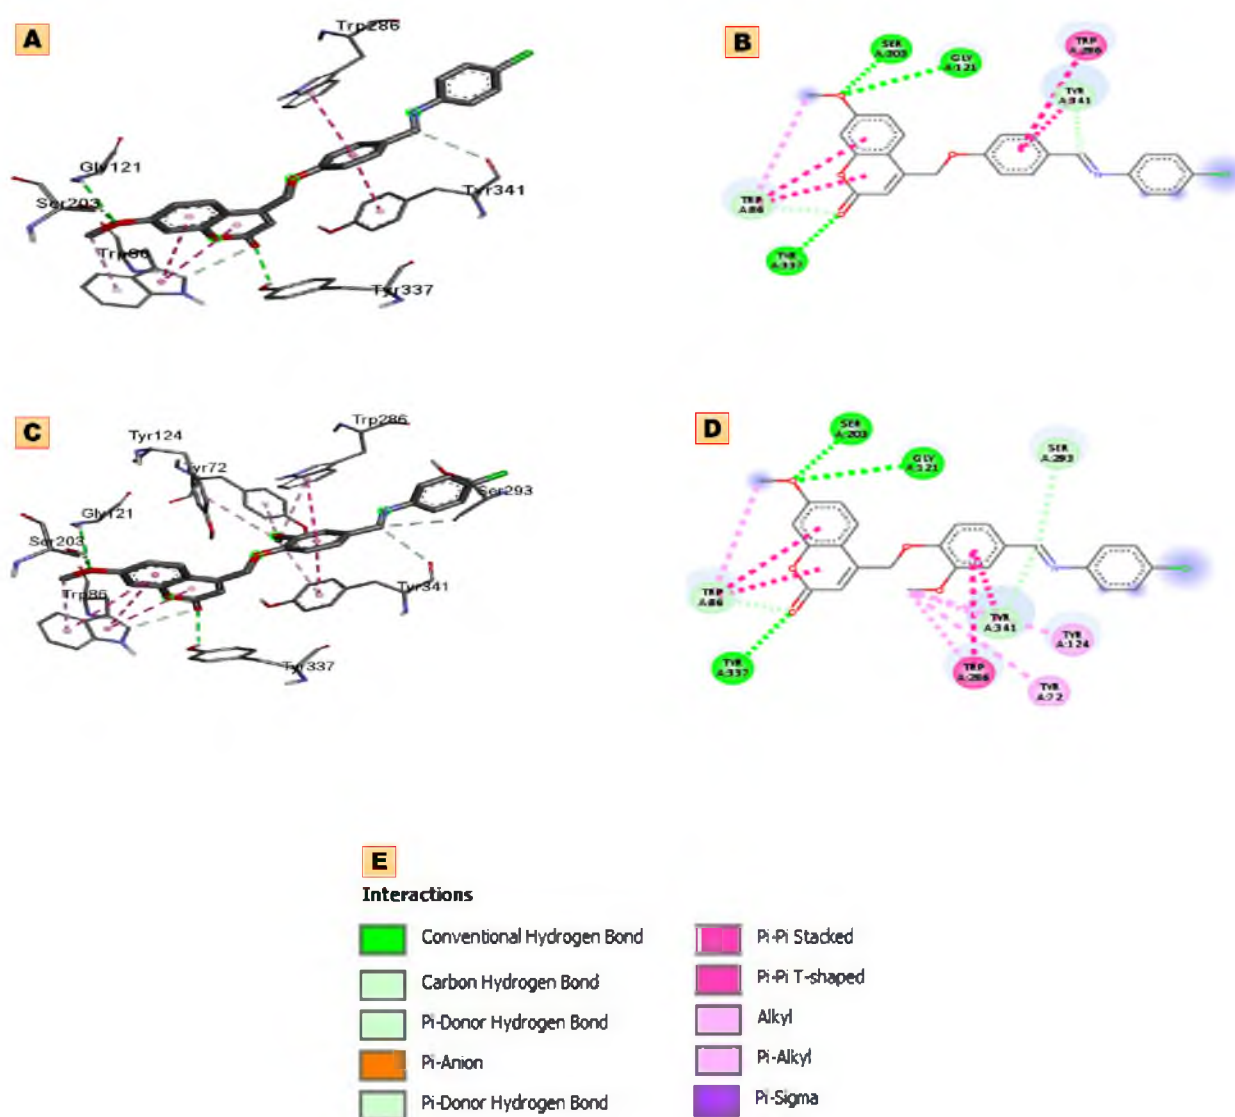 A
Trp286
Gly121
Ser203
Trp86
Tyr341
Tyr337
B
SER
A:203
GLY
A:121
TRP
A:286
TYR
A:341
TRP
A:86
TYR
A:337
C
Trp286
Tyr124
Tyr72
Ser293
Gly121
Ser203
Trp86
Tyr341
Tyr337
D
SER
A:203
GLY
A:121
SER
A:293
TRP
A:86
TYR
A:341
TYR
A:124
TYR
A:337
TRP
A:286
TYR
A:72
E
Interactions
Conventional Hydrogen Bond
Carbon Hydrogen Bond
Pi-Donor Hydrogen Bond
Pi-Anion
Pi-Donor Hydrogen Bond
Pi-Pi Stacked
Pi-Pi T-shaped
Alkyl
Pi-Alkyl
Pi-Sigma